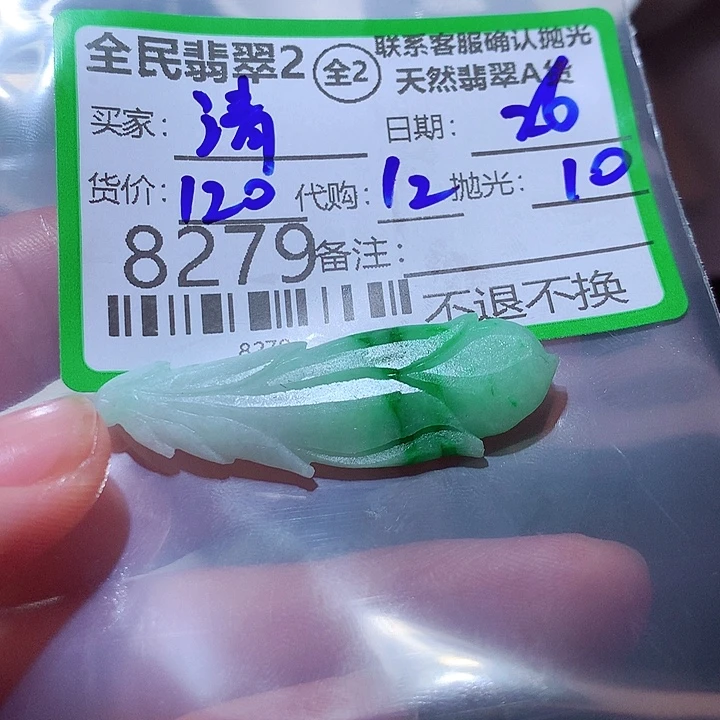 全民翡翠2 全2 联系客服确认抛光
天然翡翠A货
买家: 清 日期: 26
货价: 120 代购: 12 抛光: 10
8279 备注:
不退不换
8279